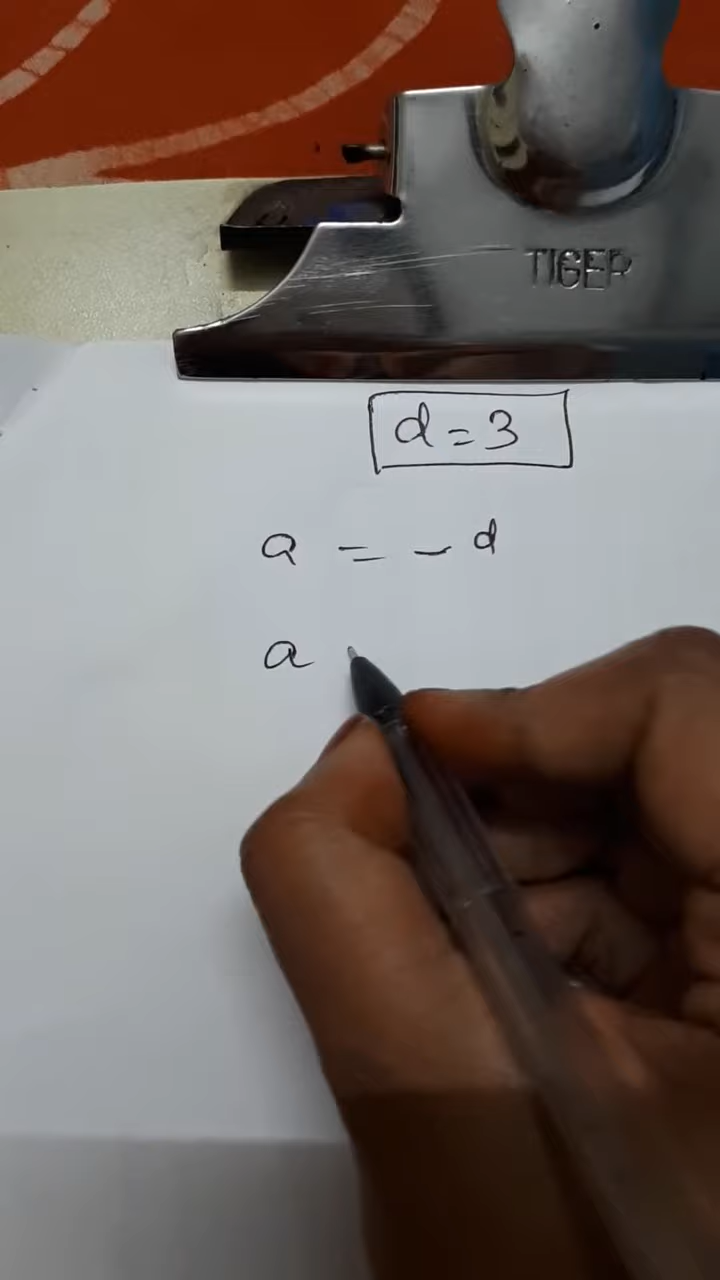 TIGER
d = 3
a = - d
a